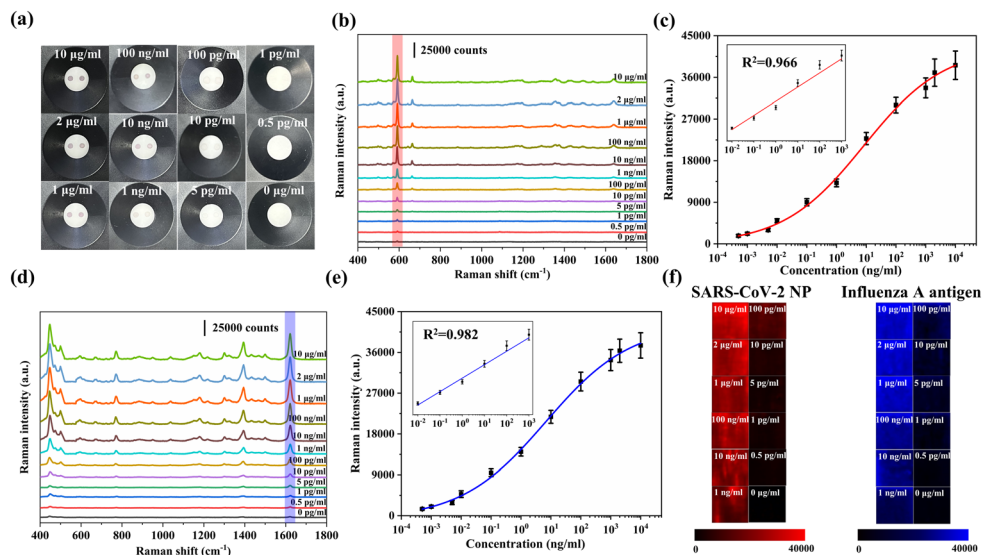 (a)
10 μg/ml 100 ng/ml 100 pg/ml 1 pg/ml
2 μg/ml 10 ng/ml 10 pg/ml 0.5 pg/ml
1 μg/ml 1 ng/ml 5 pg/ml 0 μg/ml
(b)
25000 counts
10 μg/ml
2 μg/ml
1 μg/ml
100 ng/ml
10 ng/ml
1 ng/ml
100 pg/ml
10 pg/ml
5 pg/ml
1 pg/ml
0.5 pg/ml
0 pg/ml
Raman intensity (a.u.)
400 600 800 1000 1200 1400 1600 1800
Raman shift (cm⁻¹)
(c)
45000
36000
27000
18000
9000
0
Raman intensity (a.u.)
R²=0.966
10⁻² 10⁻¹ 10⁰ 10¹ 10² 10³
10⁻⁴ 10⁻³ 10⁻² 10⁻¹ 10⁰ 10¹ 10² 10³ 10⁴ 10⁵
Concentration (ng/ml)
(d)
25000 counts
10 μg/ml
2 μg/ml
1 μg/ml
100 ng/ml
10 ng/ml
1 ng/ml
100 pg/ml
10 pg/ml
5 pg/ml
1 pg/ml
0.5 pg/ml
0 pg/ml
Raman intensity (a.u.)
400 600 800 1000 1200 1400 1600 1800
Raman shift (cm⁻¹)
(e)
45000
36000
27000
18000
9000
0
Raman intensity (a.u.)
R²=0.982
10⁻² 10⁻¹ 10⁰ 10¹ 10² 10³
10⁻⁴ 10⁻³ 10⁻² 10⁻¹ 10⁰ 10¹ 10² 10³ 10⁴ 10⁵
Concentration (ng/ml)
(f)
SARS-CoV-2 NP Influenza A antigen
10 μg/ml 100 pg/ml 10 μg/ml 100 pg/ml
2 μg/ml 10 pg/ml 2 μg/ml 10 pg/ml
1 μg/ml 5 pg/ml 1 μg/ml 5 pg/ml
100 ng/ml 1 pg/ml 100 ng/ml 1 pg/ml
10 ng/ml 0.5 pg/ml 10 ng/ml 0.5 pg/ml
1 ng/ml 0 μg/ml 1 ng/ml 0 μg/ml
0 40000 0 40000